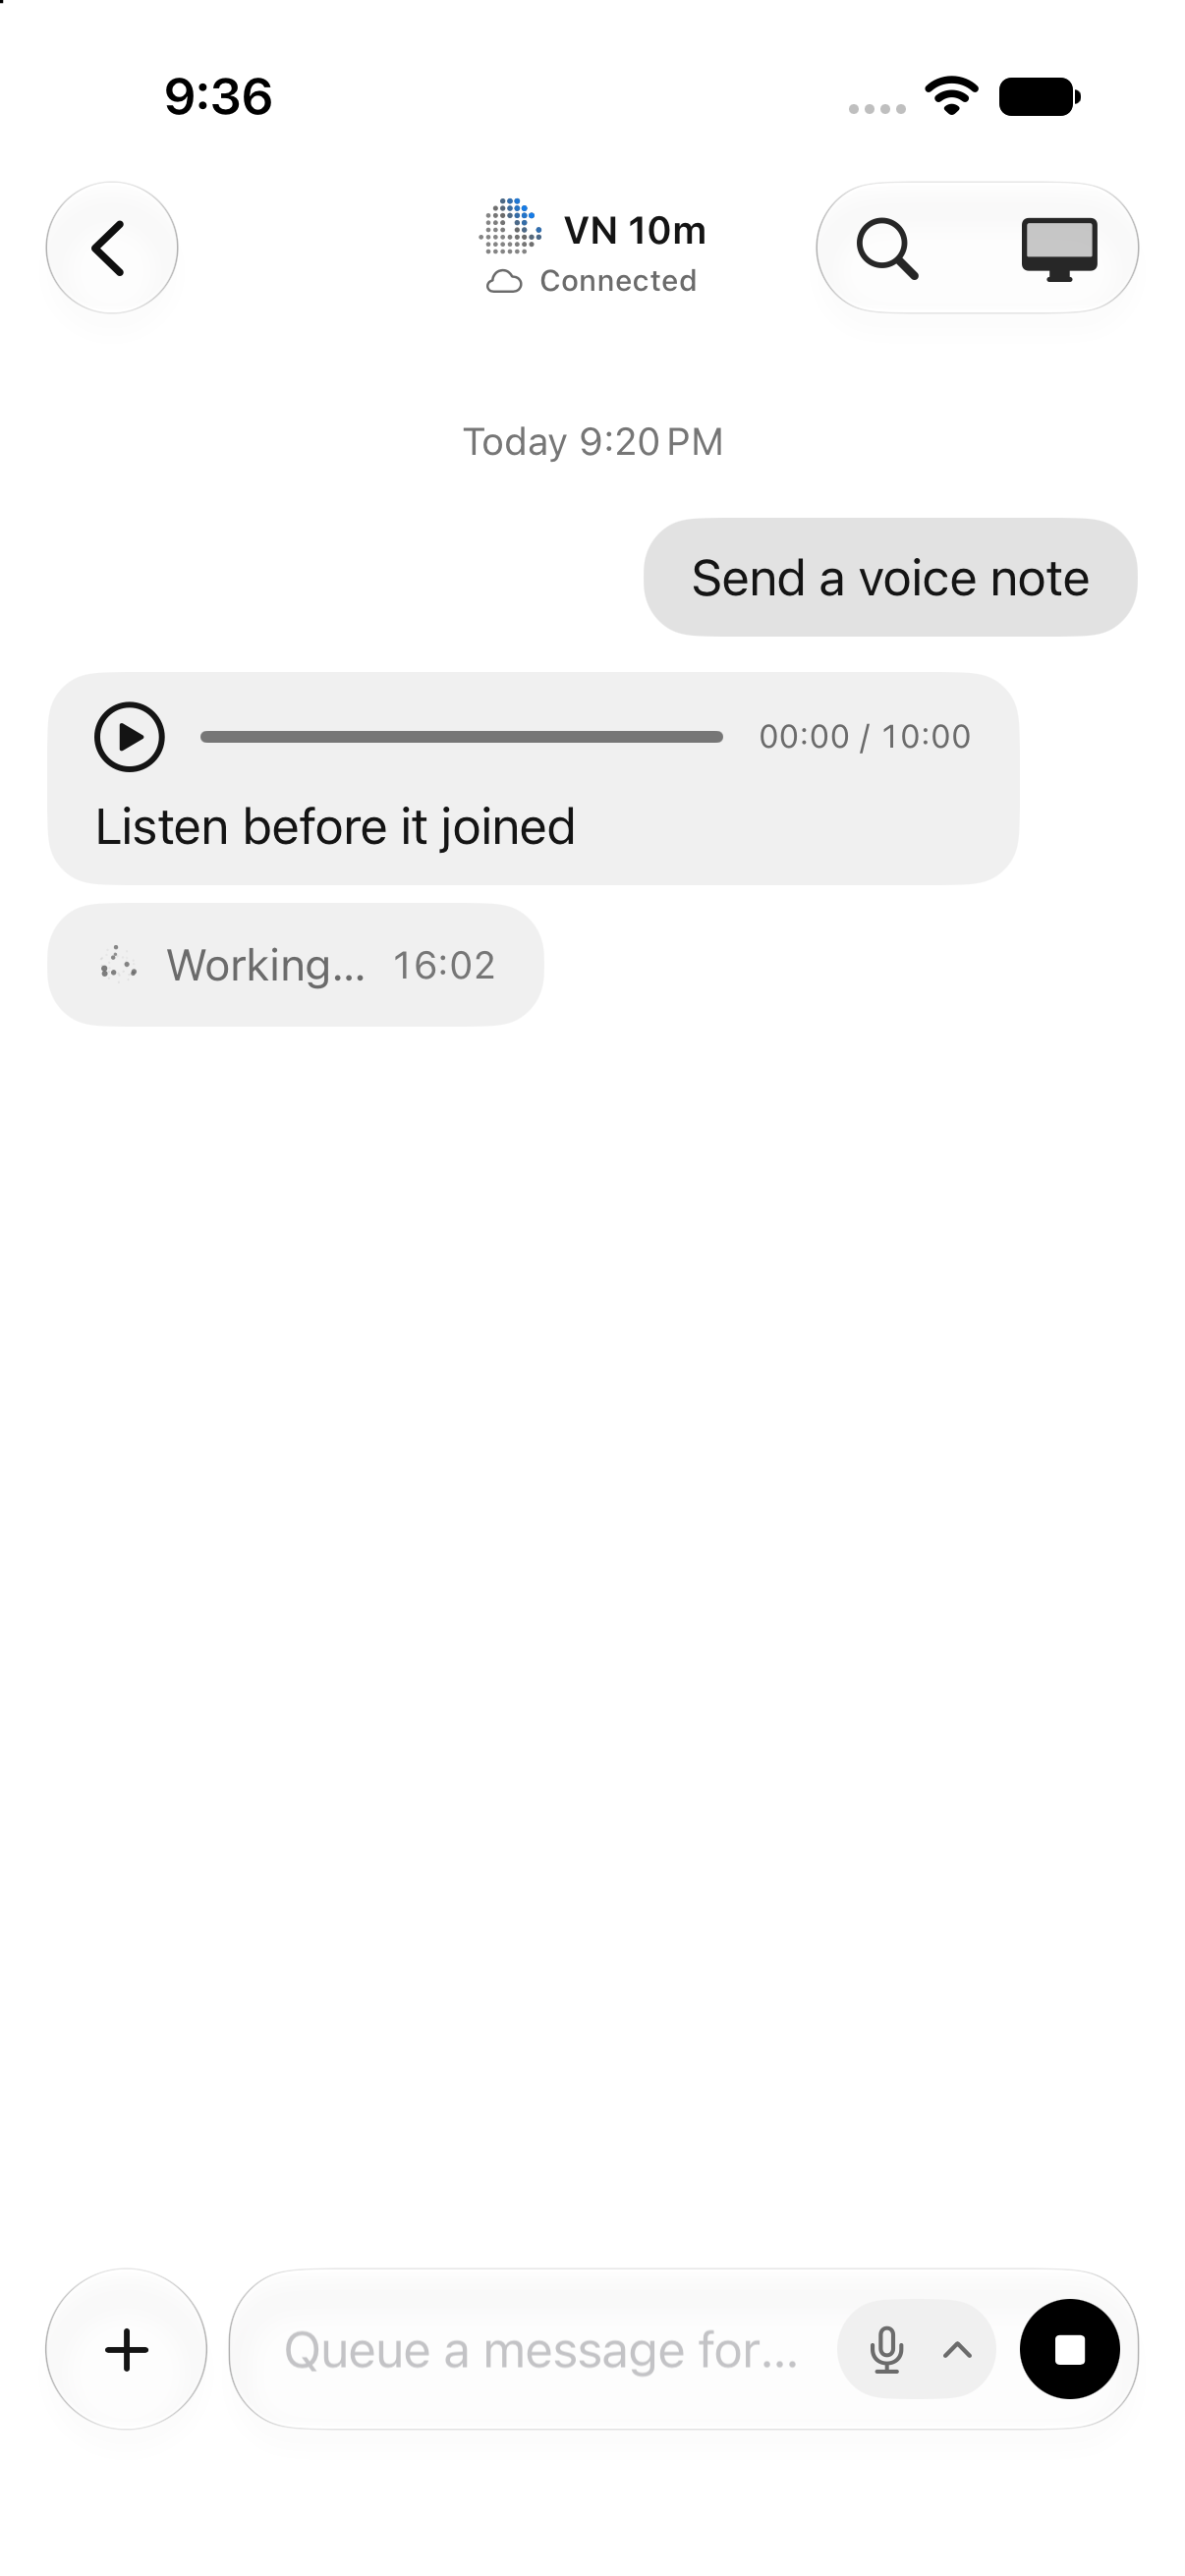 9:36
VN 10m
Connected
Today 9:20 PM
Send a voice note
00:00 / 10:00
Listen before it joined
Working... 16:02
Queue a message for...